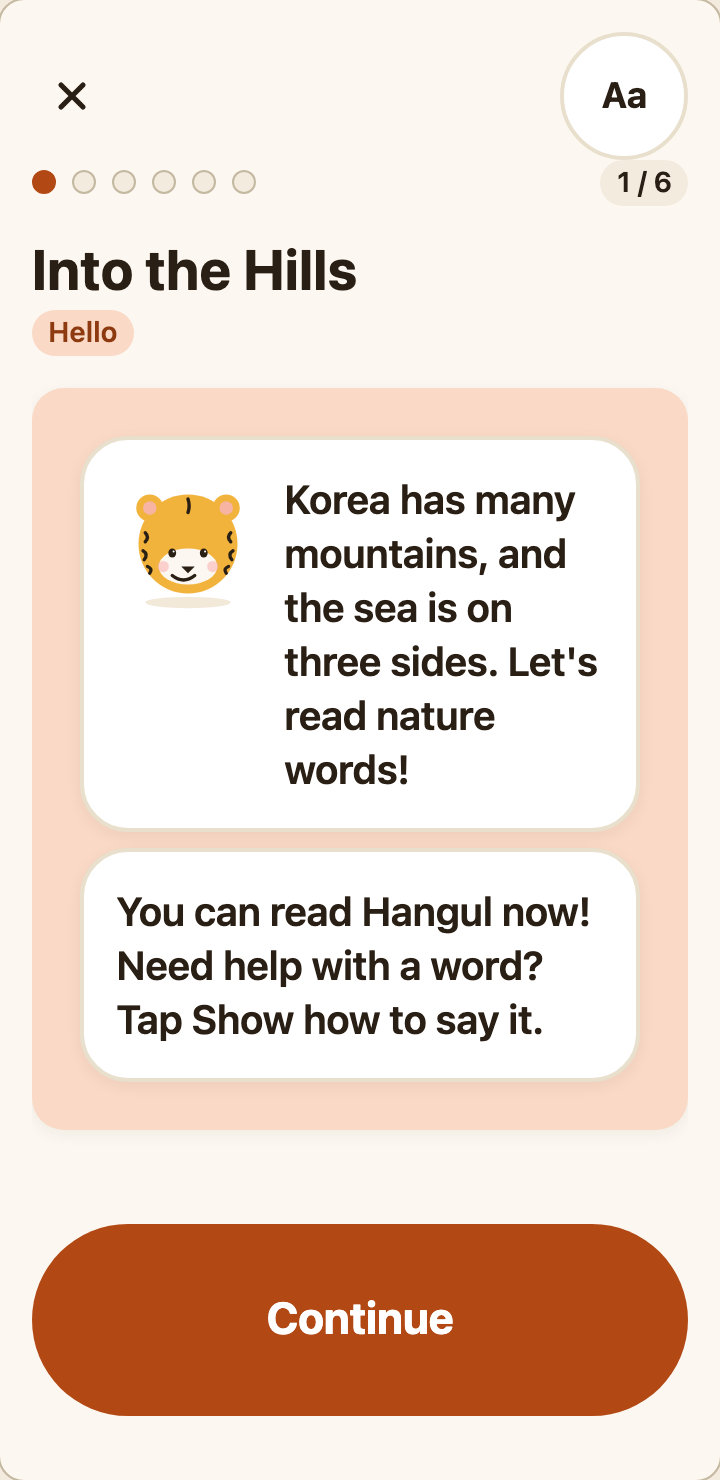 Aa
1 / 6
Into the Hills
Hello
Korea has many
mountains, and
the sea is on
three sides. Let's
read nature
words!
You can read Hangul now!
Need help with a word?
Tap Show how to say it.
Continue